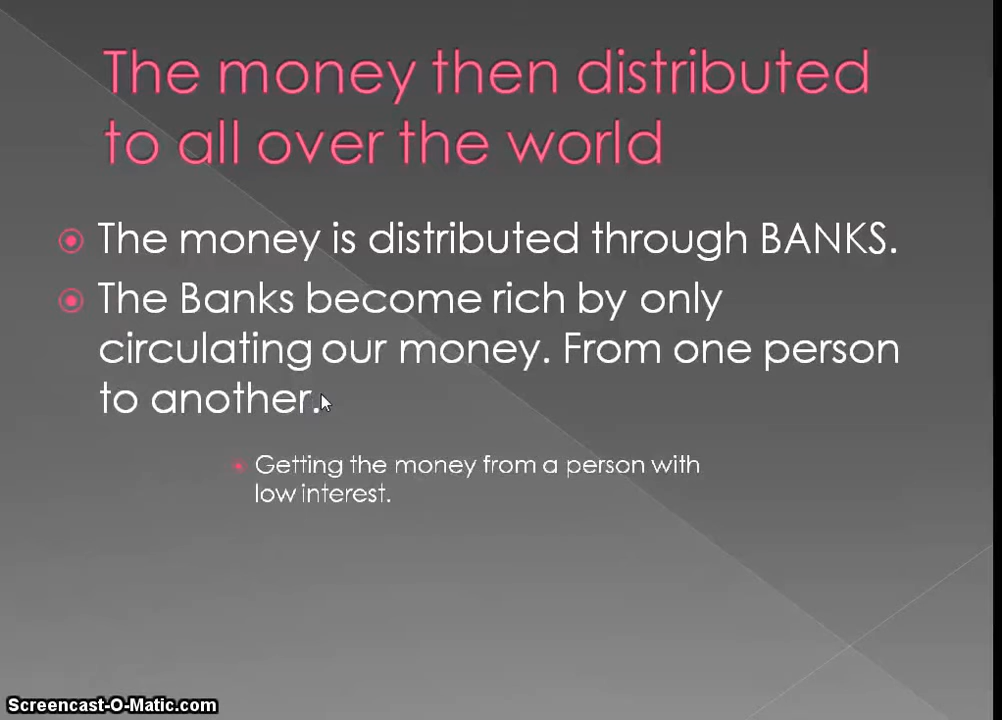 The money then distributed
to all over the world
The money is distributed through BANKS.
The Banks become rich by only
circulating our money. From one person
to another.
Getting the money from a person with
low interest.
Screencast-O-Matic.com